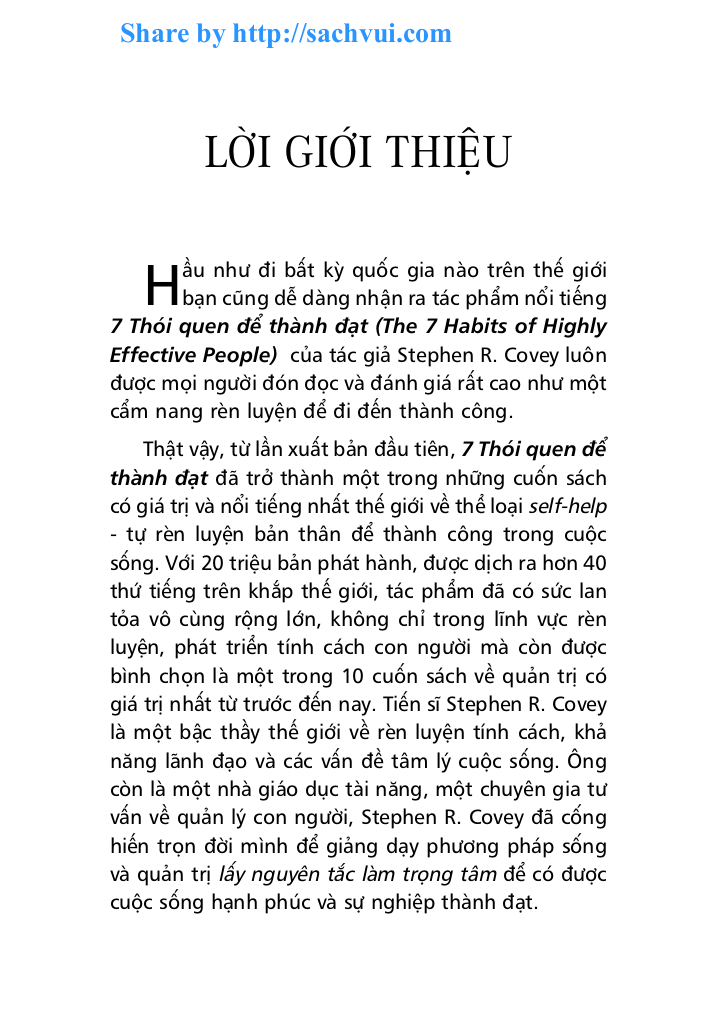 Share by http://sachvui.com
LỜI GIỚI THIỆU
Hầu như đi bất kỳ quốc gia nào trên thế giới
bạn cũng dễ dàng nhận ra tác phẩm nổi tiếng
7 Thói quen để thành đạt (The 7 Habits of Highly
Effective People) của tác giả Stephen R. Covey luôn
được mọi người đón đọc và đánh giá rất cao như một
cẩm nang rèn luyện để đi đến thành công.
Thật vậy, từ lần xuất bản đầu tiên, 7 Thói quen để
thành đạt đã trở thành một trong những cuốn sách
có giá trị và nổi tiếng nhất thế giới về thể loại self-help
- tự rèn luyện bản thân để thành công trong cuộc
sống. Với 20 triệu bản phát hành, được dịch ra hơn 40
thứ tiếng trên khắp thế giới, tác phẩm đã có sức lan
tỏa vô cùng rộng lớn, không chỉ trong lĩnh vực rèn
luyện, phát triển tính cách con người mà còn được
bình chọn là một trong 10 cuốn sách về quản trị có
giá trị nhất từ trước đến nay. Tiến sĩ Stephen R. Covey
là một bậc thầy thế giới về rèn luyện tính cách, khả
năng lãnh đạo và các vấn đề tâm lý cuộc sống. Ông
còn là một nhà giáo dục tài năng, một chuyên gia tư
vấn về quản lý con người, Stephen R. Covey đã cống
hiến trọn đời mình để giảng dạy phương pháp sống
và quản trị lấy nguyên tắc làm trọng tâm để có được
cuộc sống hạnh phúc và sự nghiệp thành đạt.